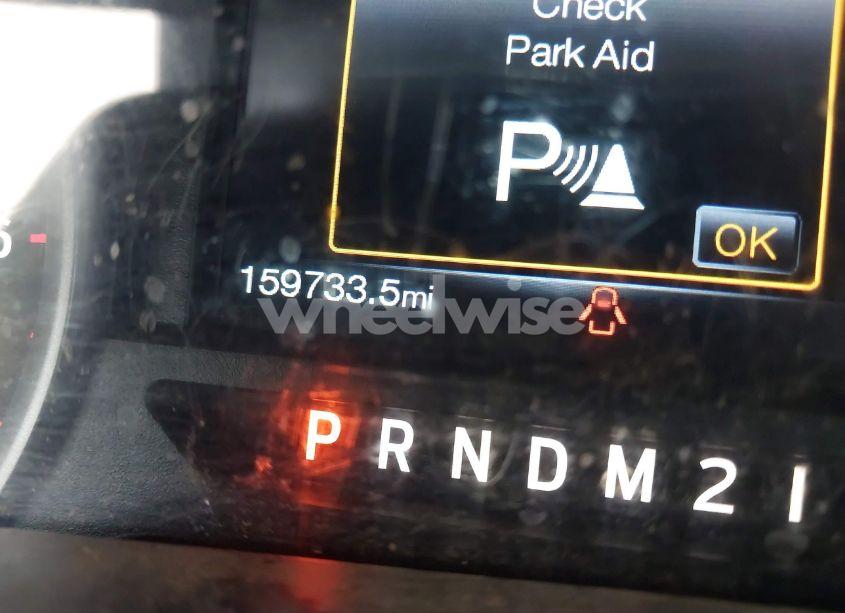 Check
Park Aid
P
OK
159733.5mi
wheelwise
P R N D M 2 1